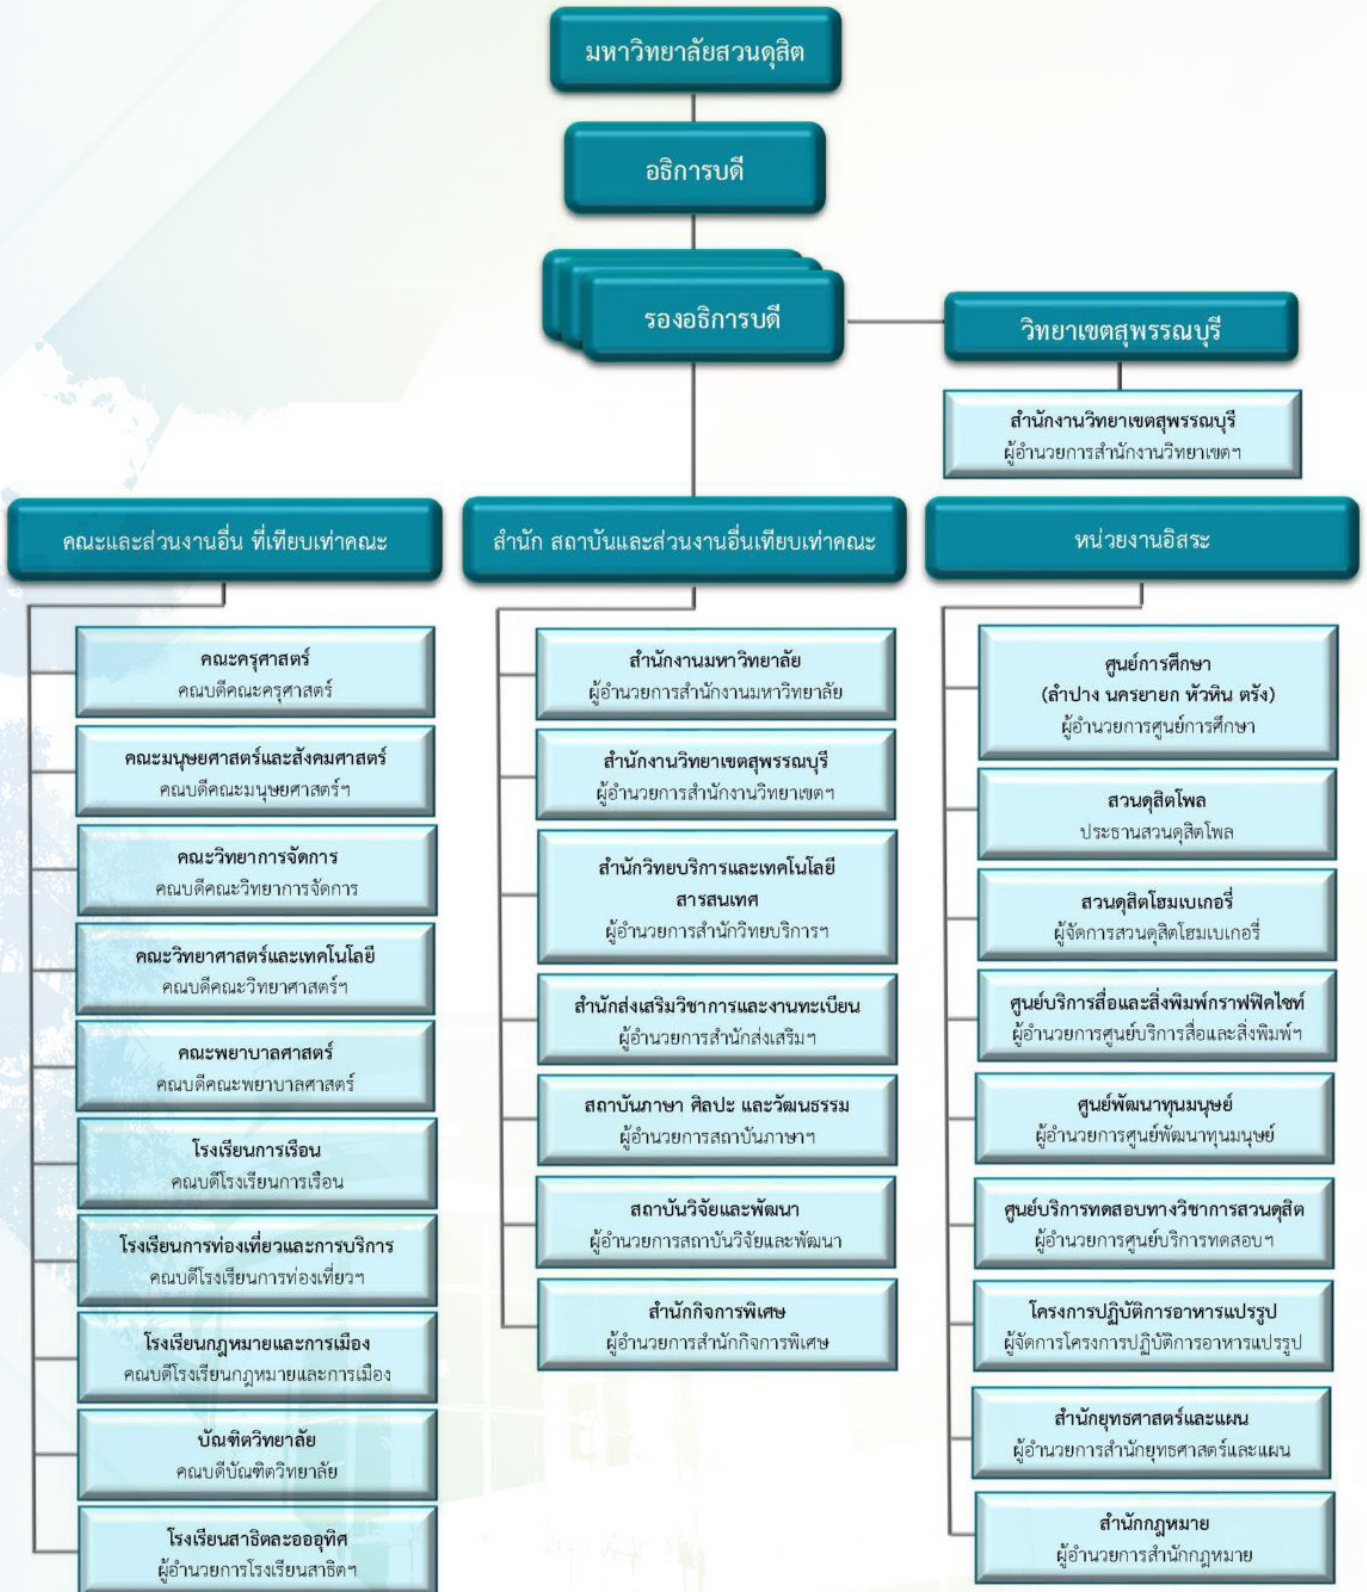 มหาวิทยาลัยสวนดุสิต
อธิการบดี
รองอธิการบดี
วิทยาเขตสุพรรณบุรี
สำนักงานวิทยาเขตสุพรรณบุรี
ผู้อำนวยการสำนักงานวิทยาเขตฯ
คณะและส่วนงานอื่น ที่เทียบเท่าคณะ
คณะครุศาสตร์
คณบดีคณะครุศาสตร์
คณะมนุษยศาสตร์และสังคมศาสตร์
คณบดีคณะมนุษยศาสตร์ฯ
คณะวิทยาการจัดการ
คณบดีคณะวิทยาการจัดการ
คณะวิทยาศาสตร์และเทคโนโลยี
คณบดีคณะวิทยาศาสตร์ฯ
คณะพยาบาลศาสตร์
คณบดีคณะพยาบาลศาสตร์
โรงเรียนการเรือน
คณบดีโรงเรียนการเรือน
โรงเรียนการท่องเที่ยวและการบริการ
คณบดีโรงเรียนการท่องเที่ยวฯ
โรงเรียนกฎหมายและการเมือง
คณบดีโรงเรียนกฎหมายและการเมือง
บัณฑิตวิทยาลัย
คณบดีบัณฑิตวิทยาลัย
โรงเรียนสาธิตละอออุทิศ
ผู้อำนวยการโรงเรียนสาธิตฯ
สำนัก สถาบันและส่วนงานอื่นเทียบเท่าคณะ
สำนักงานมหาวิทยาลัย
ผู้อำนวยการสำนักงานมหาวิทยาลัย
สำนักงานวิทยาเขตสุพรรณบุรี
ผู้อำนวยการสำนักงานวิทยาเขตฯ
สำนักวิทยบริการและเทคโนโลยี
สารสนเทศ
ผู้อำนวยการสำนักวิทยบริการฯ
สำนักส่งเสริมวิชาการและงานทะเบียน
ผู้อำนวยการสำนักส่งเสริมฯ
สถาบันภาษา ศิลปะ และวัฒนธรรม
ผู้อำนวยการสถาบันภาษาฯ
สถาบันวิจัยและพัฒนา
ผู้อำนวยการสถาบันวิจัยและพัฒนา
สำนักกิจการพิเศษ
ผู้อำนวยการสำนักกิจการพิเศษ
หน่วยงานอิสระ
ศูนย์การศึกษา
(ลำปาง นครยายก หัวหิน ตรัง)
ผู้อำนวยการศูนย์การศึกษา
สวนดุสิตโพล
ประธานสวนดุสิตโพล
สวนดุสิตโฮมเบเกอรี่
ผู้จัดการสวนดุสิตโฮมเบเกอรี่
ศูนย์บริการสื่อและสิ่งพิมพ์กราฟฟิคไซท์
ผู้อำนวยการศูนย์บริการสื่อและสิ่งพิมพ์ฯ
ศูนย์พัฒนาทุนมนุษย์
ผู้อำนวยการศูนย์พัฒนาทุนมนุษย์
ศูนย์บริการทดสอบทางวิชาการสวนดุสิต
ผู้อำนวยการศูนย์บริการทดสอบฯ
โครงการปฏิบัติการอาหารแปรรูป
ผู้จัดการโครงการปฏิบัติการอาหารแปรรูป
สำนักยุทธศาสตร์และแผน
ผู้อำนวยการสำนักยุทธศาสตร์และแผน
สำนักกฎหมาย
ผู้อำนวยการสำนักกฎหมาย